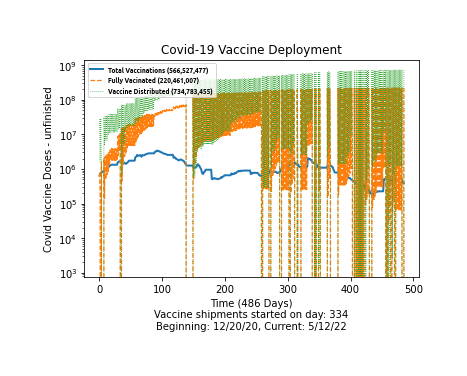 Covid-19 Vaccine Deployment
Total Vaccinations (566,527,477)
Fully Vacinated (220,461,007)
Vaccine Distributed (734,783,455)
Covid Vaccine Doses - unfinished
10⁹
10⁸
10⁷
10⁶
10⁵
10⁴
10³
0 100 200 300 400 500
Time (486 Days)
Vaccine shipments started on day: 334
Beginning: 12/20/20, Current: 5/12/22